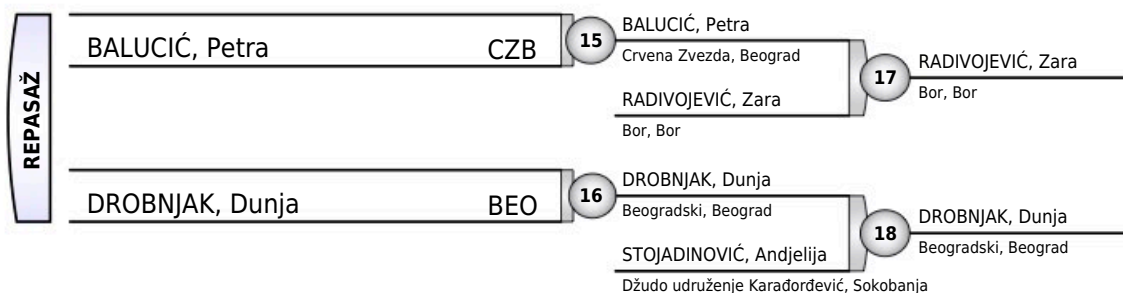 REPASAŽ
BALUCIĆ, Petra CZB
15
BALUCIĆ, Petra
Crvena Zvezda, Beograd
RADIVOJEVIĆ, Zara
Bor, Bor
17
RADIVOJEVIĆ, Zara
Bor, Bor
DROBNJAK, Dunja BEO
16
DROBNJAK, Dunja
Beogradski, Beograd
STOJADINOVIĆ, Andjelija
Džudo udruženje Karađorđević, Sokobanja
18
DROBNJAK, Dunja
Beogradski, Beograd